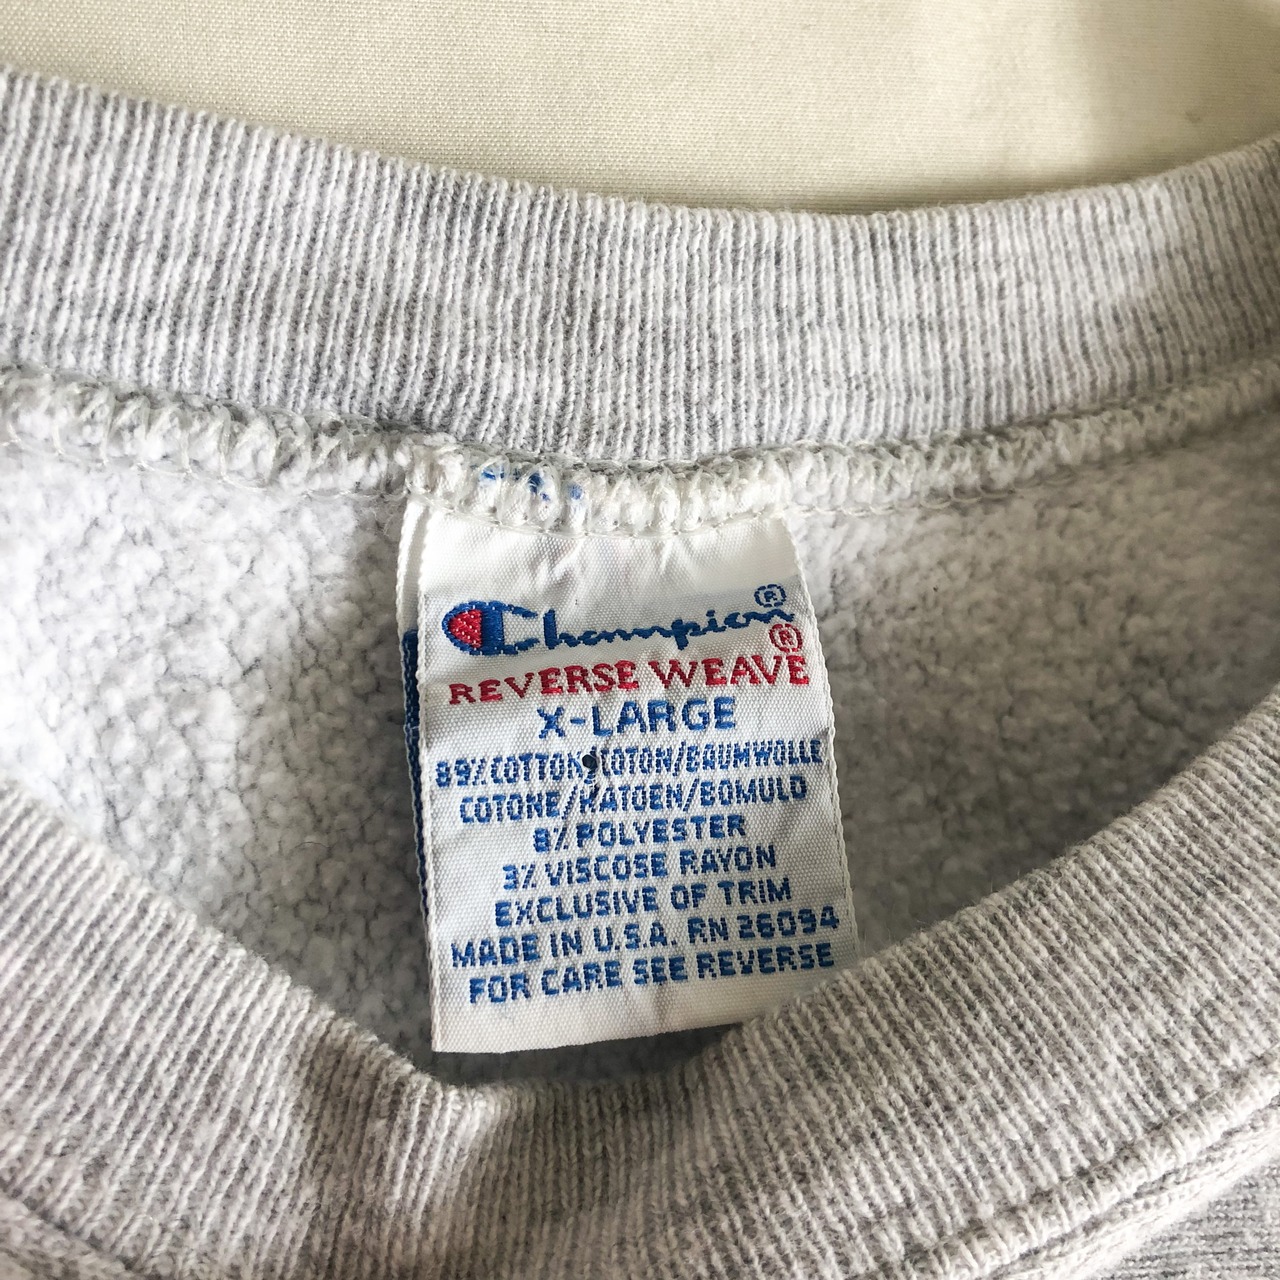 Champion®
REVERSE WEAVE®
X-LARGE
89% COTTON/COTON/BAUMWOLLE
COTONE/KATOEN/BOMULD
8% POLYESTER
3% VISCOSE RAYON
EXCLUSIVE OF TRIM
MADE IN U.S.A. RN 26094
FOR CARE SEE REVERSE